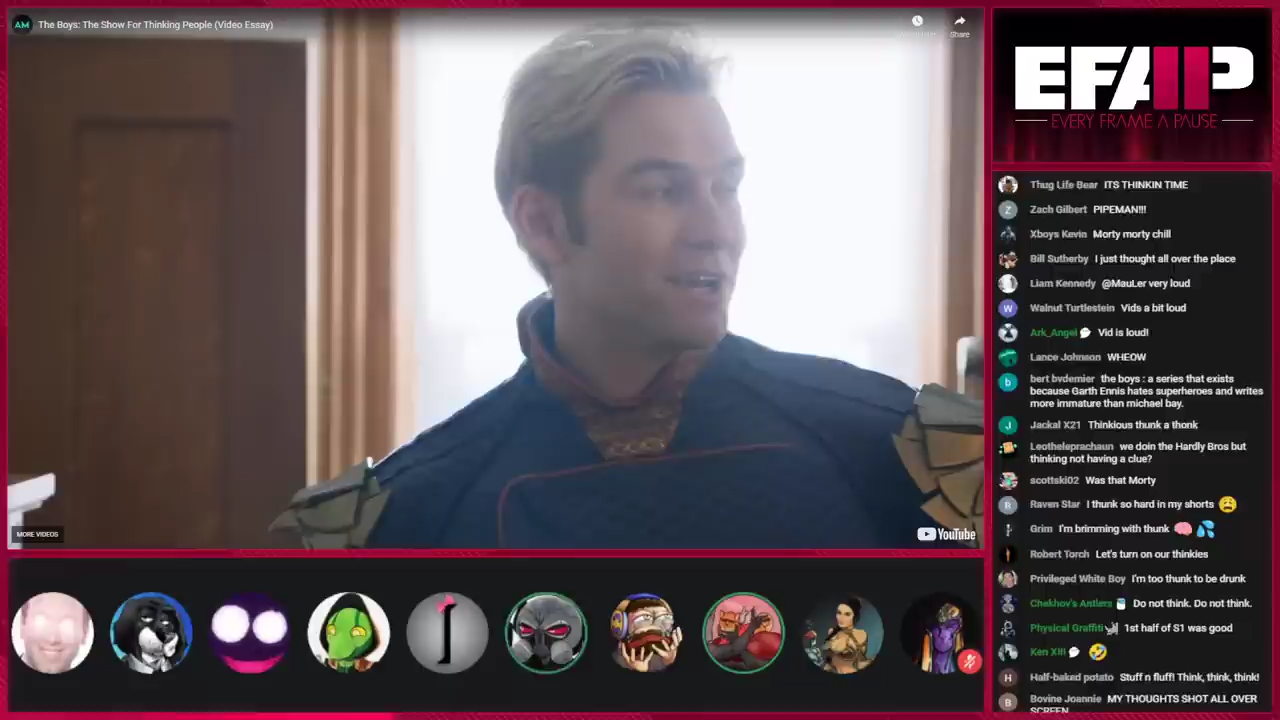 AM
The Boys: The Show For Thinking People (Video Essay)
Share
MORE VIDEOS
YouTube
EFAP
EVERY FRAME A PAUSE
Thug Life Bear ITS THINKIN TIME
Z Zach Gilbert PIPEMAN!!!
Xboys Kevin Morty morty chill
Bill Sutherby I just thought all over the place
Liam Kennedy @MauLer very loud
W Walnut Turtlestein Vids a bit loud
Ark_Angel Vid is loud!
Lance Johnson WHEOW
b bert bvdemier the boys : a series that exists
because Garth Ennis hates superheroes and writes
more immature than michael bay.
J Jackal X21 Thinkious thunk a thonk
Leotheleprachaun we doin the Hardly Bros but
thinking not having a clue?
scottski02 Was that Morty
R Raven Star I thunk so hard in my shorts 😩
Grim I'm brimming with thunk 🧠 💦
Robert Torch Let's turn on our thinkies
Privileged White Boy I'm too thunk to be drunk
Chekhov's Antlers Do not think. Do not think.
Physical Graffiti 1st half of S1 was good
Ken XIII 🤣
H Half-baked potato Stuff n fluff! Think, think, think!
B Bovine Joannie MY THOUGHTS SHOT ALL OVER
SCREEN